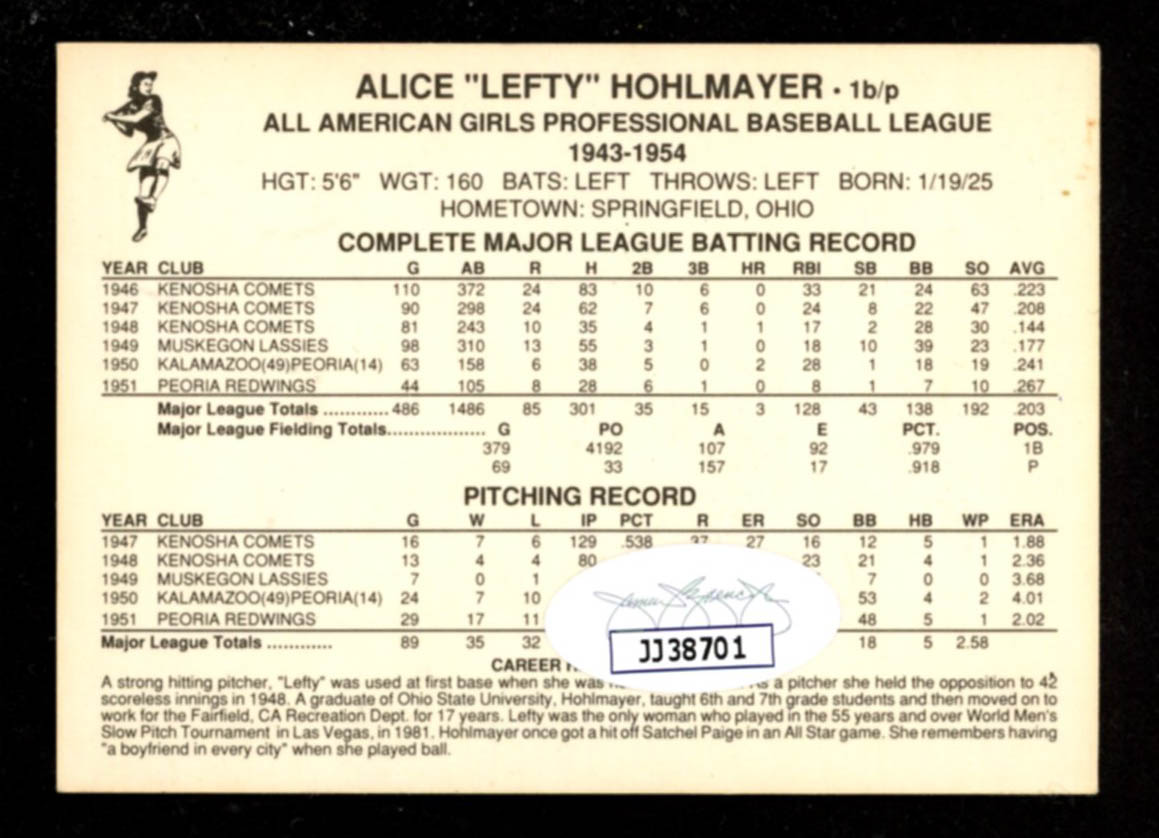 ALICE "LEFTY" HOHLMAYER · 1b/p
ALL AMERICAN GIRLS PROFESSIONAL BASEBALL LEAGUE
1943-1954
HGT: 5'6" WGT: 160 BATS: LEFT THROWS: LEFT BORN: 1/19/25
HOMETOWN: SPRINGFIELD, OHIO
COMPLETE MAJOR LEAGUE BATTING RECORD
YEAR CLUB G AB R H 2B 3B HR RBI SB BB SO AVG
1946 KENOSHA COMETS 110 372 24 83 10 6 0 33 21 24 63 .223
1947 KENOSHA COMETS 90 298 24 62 7 6 0 24 8 22 47 .208
1948 KENOSHA COMETS 81 243 10 35 4 1 1 17 2 28 30 .144
1949 MUSKEGON LASSIES 98 310 13 55 3 1 0 18 10 39 23 .177
1950 KALAMAZOO(49)PEORIA(14) 63 158 6 38 5 0 2 28 1 18 19 .241
1951 PEORIA REDWINGS 44 105 8 28 6 1 0 8 1 7 10 .267
Major League Totals ............ 486 1486 85 301 35 15 3 128 43 138 192 .203
Major League Fielding Totals.................. G PO A E PCT. POS.
379 4192 107 92 .979 1B
69 33 157 17 .918 P
PITCHING RECORD
YEAR CLUB G W L IP PCT R ER SO BB HB WP ERA
1947 KENOSHA COMETS 16 7 6 129 .538 37 27 16 12 5 1 1.88
1948 KENOSHA COMETS 13 4 4 80 23 21 4 1 2.36
1949 MUSKEGON LASSIES 7 0 1 7 0 0 3.68
1950 KALAMAZOO(49)PEORIA(14) 24 7 10 53 4 2 4.01
1951 PEORIA REDWINGS 29 17 11 48 5 1 2.02
Major League Totals ............ 89 35 32 18 5 2.58
JJ38701
CAREER
A strong hitting pitcher, "Lefty" was used at first base when she was a pitcher she held the opposition to 42
scoreless innings in 1948. A graduate of Ohio State University, Hohlmayer, taught 6th and 7th grade students and then moved on to
work for the Fairfield, CA Recreation Dept. for 17 years. Lefty was the only woman who played in the 55 years and over World Men's
Slow Pitch Tournament in Las Vegas, in 1981. Hohlmayer once got a hit off Satchel Paige in an All Star game. She remembers having
"a boyfriend in every city" when she played ball.